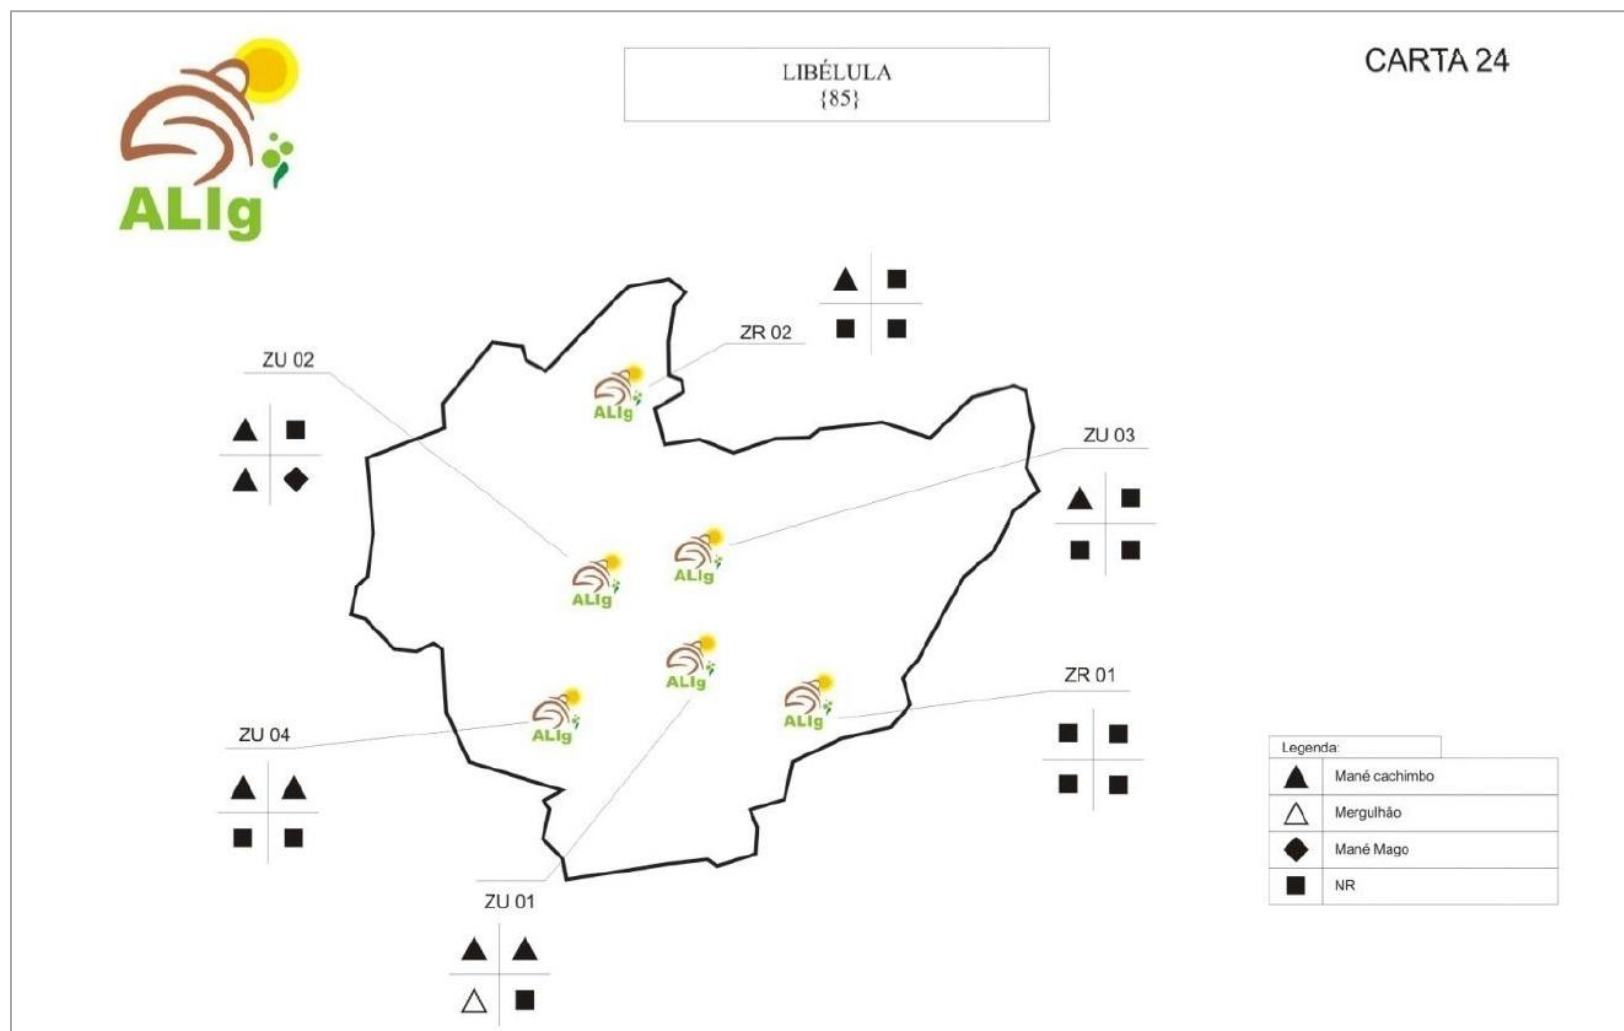 LIBÉLULA
{85}
CARTA 24
ALIg
ZR 02
ZU 02
ALIg
ZU 03
ALIg
ALIg
ZR 01
ALIg
ALIg
ZU 04
ALIg
Legenda:
Mané cachimbo
Mergulhão
Mané Mago
NR
ZU 01